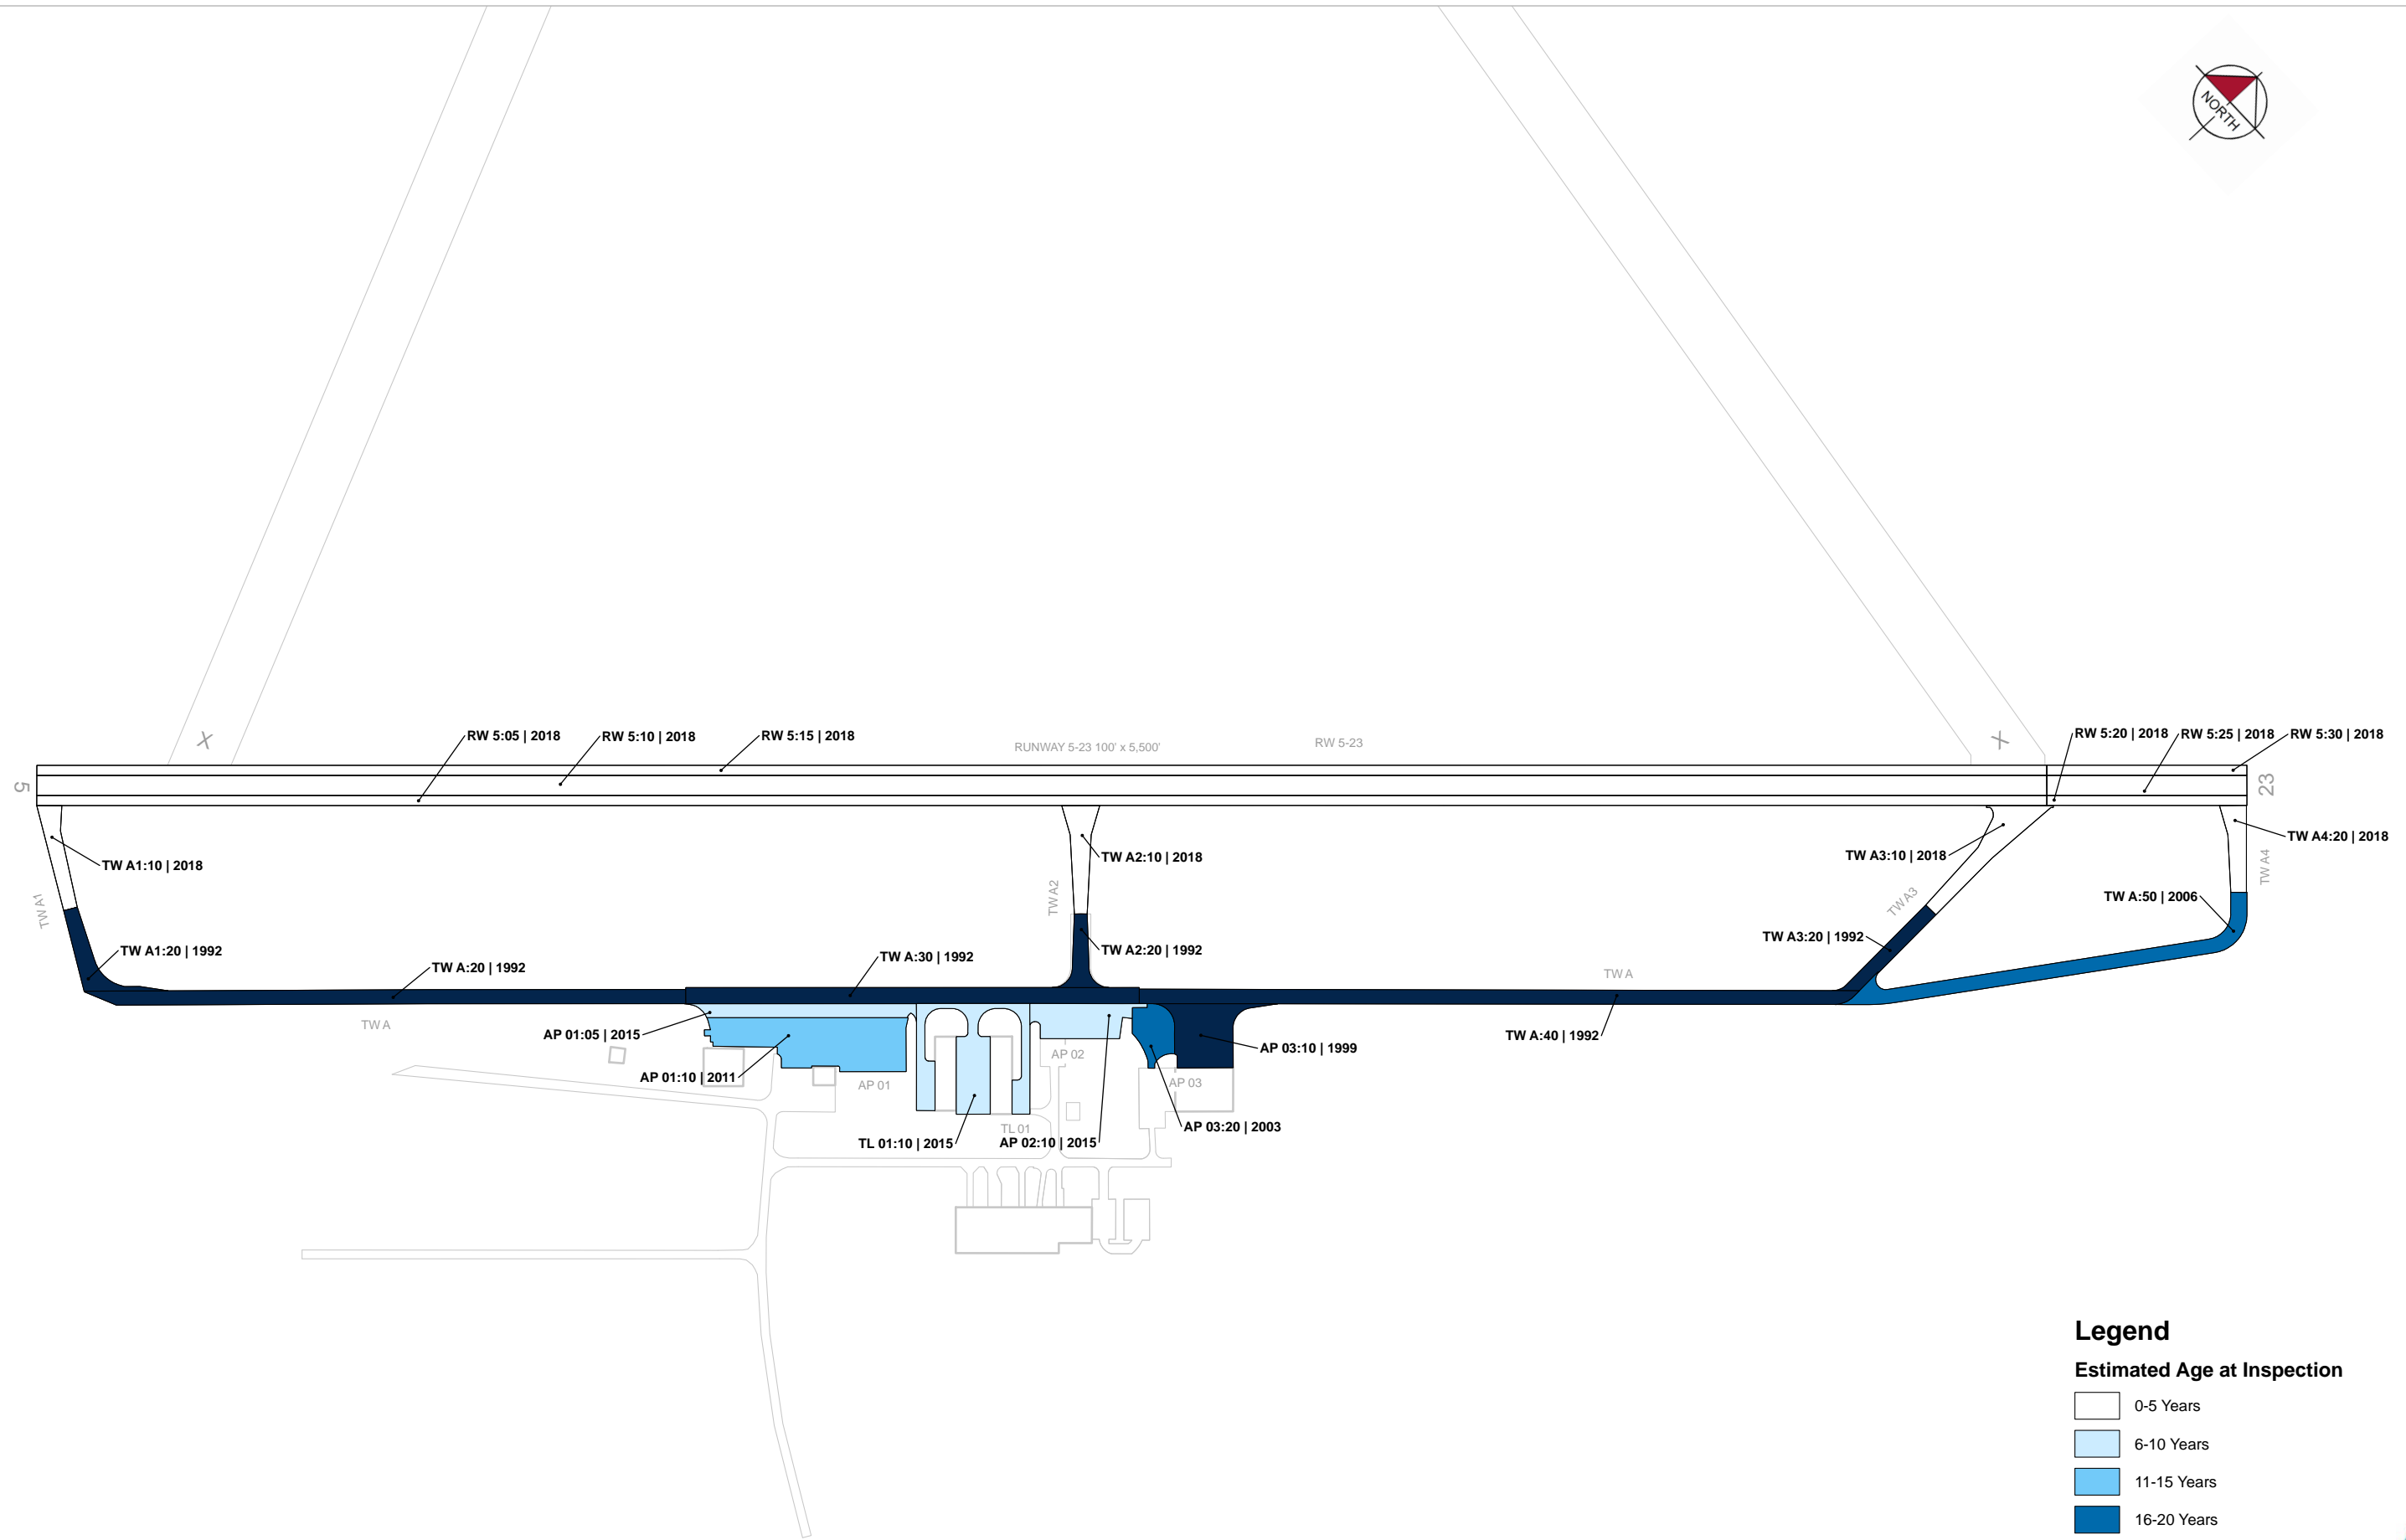 NORTH
X
X
RW 5:05 | 2018
RW 5:10 | 2018
RW 5:15 | 2018
RUNWAY 5-23 100' x 5,500'
RW 5-23
RW 5:20 | 2018
RW 5:25 | 2018
RW 5:30 | 2018
5
23
TW A1:10 | 2018
TW A2:10 | 2018
TW A3:10 | 2018
TW A4:20 | 2018
TW A1
TW A2
TW A3
TW A4
TW A:50 | 2006
TW A1:20 | 1992
TW A:20 | 1992
TW A:30 | 1992
TW A2:20 | 1992
TW A3:20 | 1992
TW A
TW A
AP 01:05 | 2015
AP 01:10 | 2011
AP 01
AP 02
AP 03:10 | 1999
TW A:40 | 1992
AP 03
TL 01
AP 03:20 | 2003
TL 01:10 | 2015
AP 02:10 | 2015
Legend
Estimated Age at Inspection
0-5 Years
6-10 Years
11-15 Years
16-20 Years